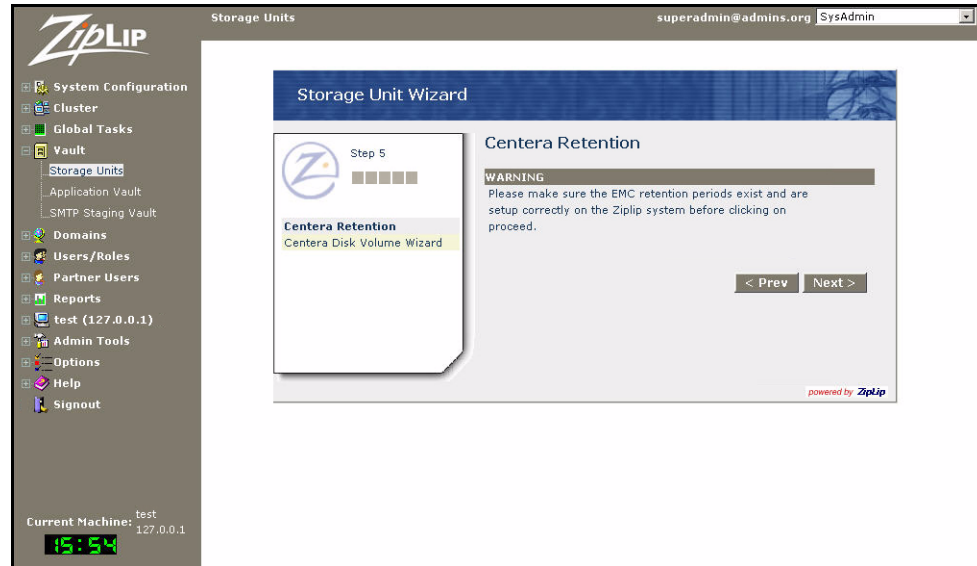 ZipLip
Storage Units
superadmin@admins.org
SysAdmin
System Configuration
Cluster
Global Tasks
Vault
Storage Units
Application Vault
SMTP Staging Vault
Domains
Users/Roles
Partner Users
Reports
test (127.0.0.1)
Admin Tools
Options
Help
Signout
Current Machine: test
127.0.0.1
15:54
Storage Unit Wizard
Z
Step 5
Centera Retention
Centera Disk Volume Wizard
Centera Retention
WARNING
Please make sure the EMC retention periods exist and are
setup correctly on the Ziplip system before clicking on
proceed.
< Prev
Next >
powered by ZipLip